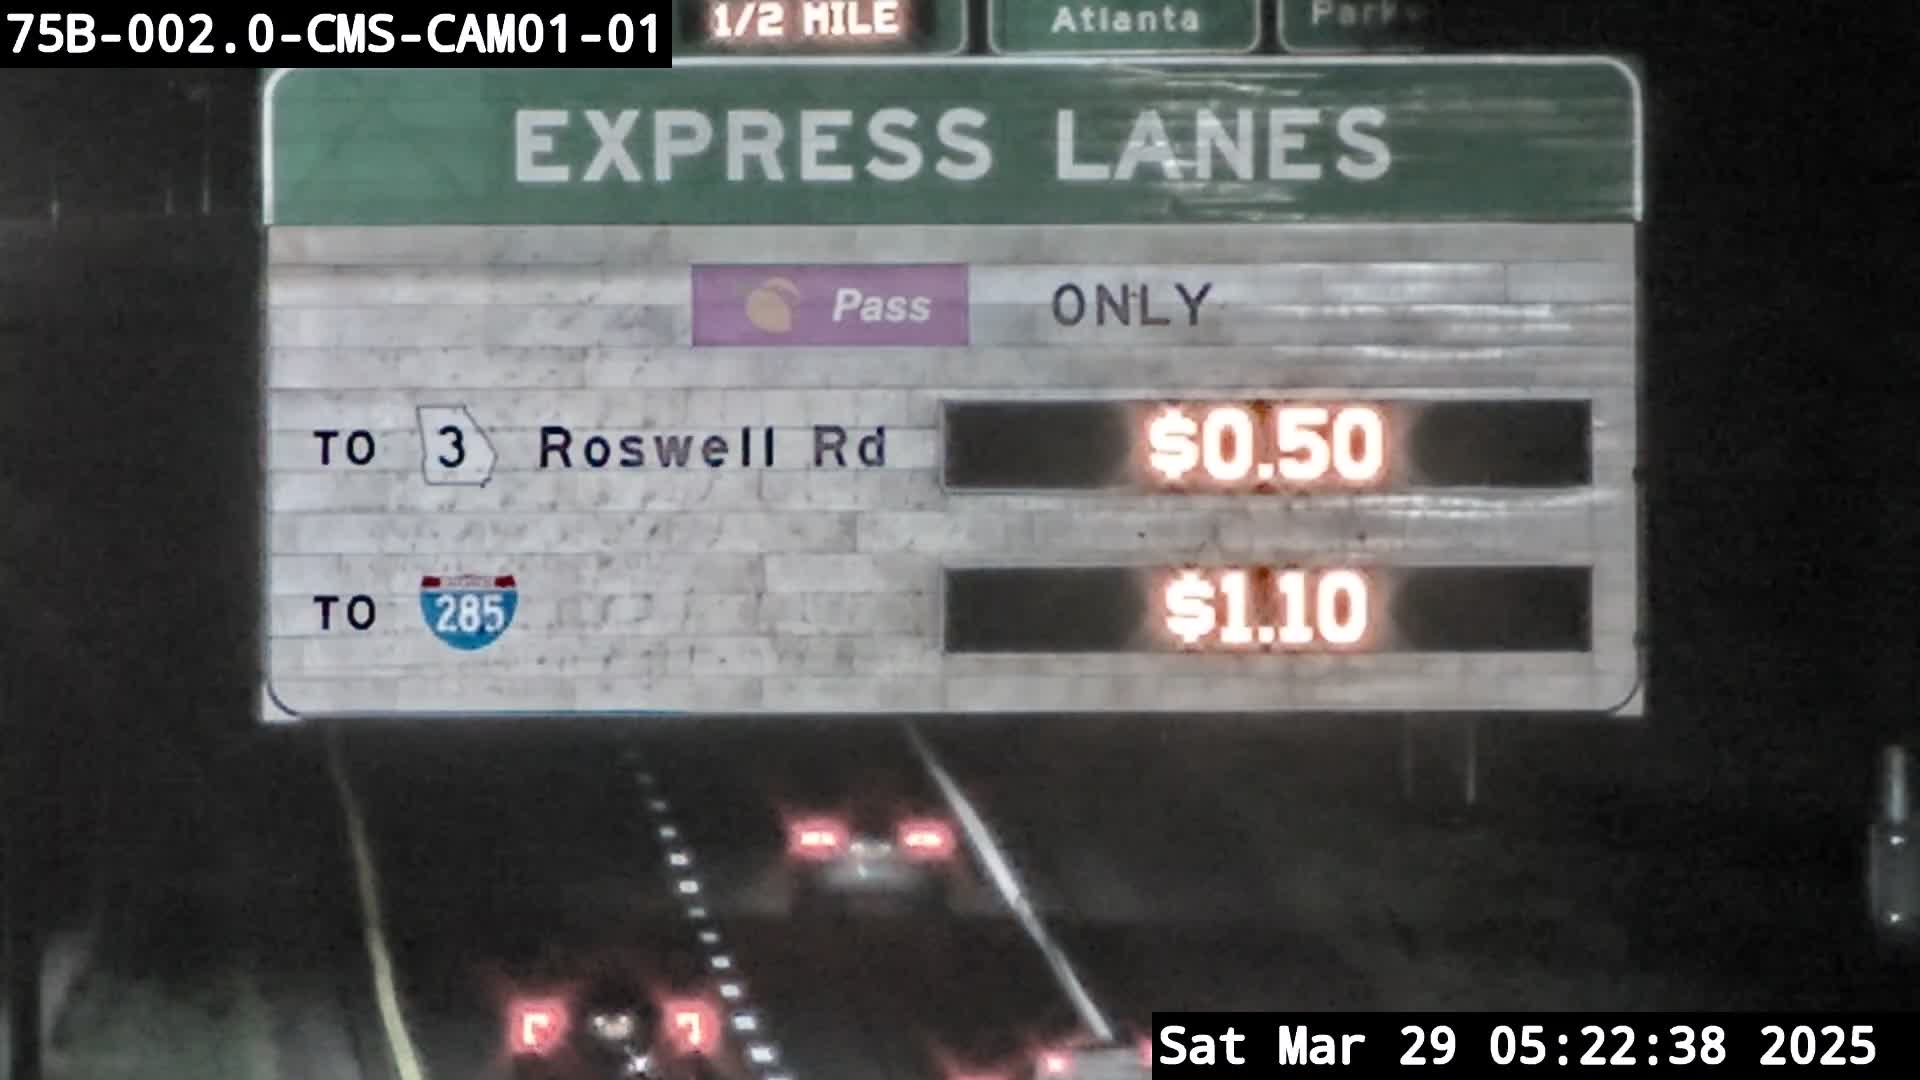 75B-002.0-CMS-CAM01-01
1/2 MILE
Atlanta
EXPRESS LANES
Pass ONLY
TO 3 Roswell Rd $0.50
TO 285 $1.10
Sat Mar 29 05:22:38 2025